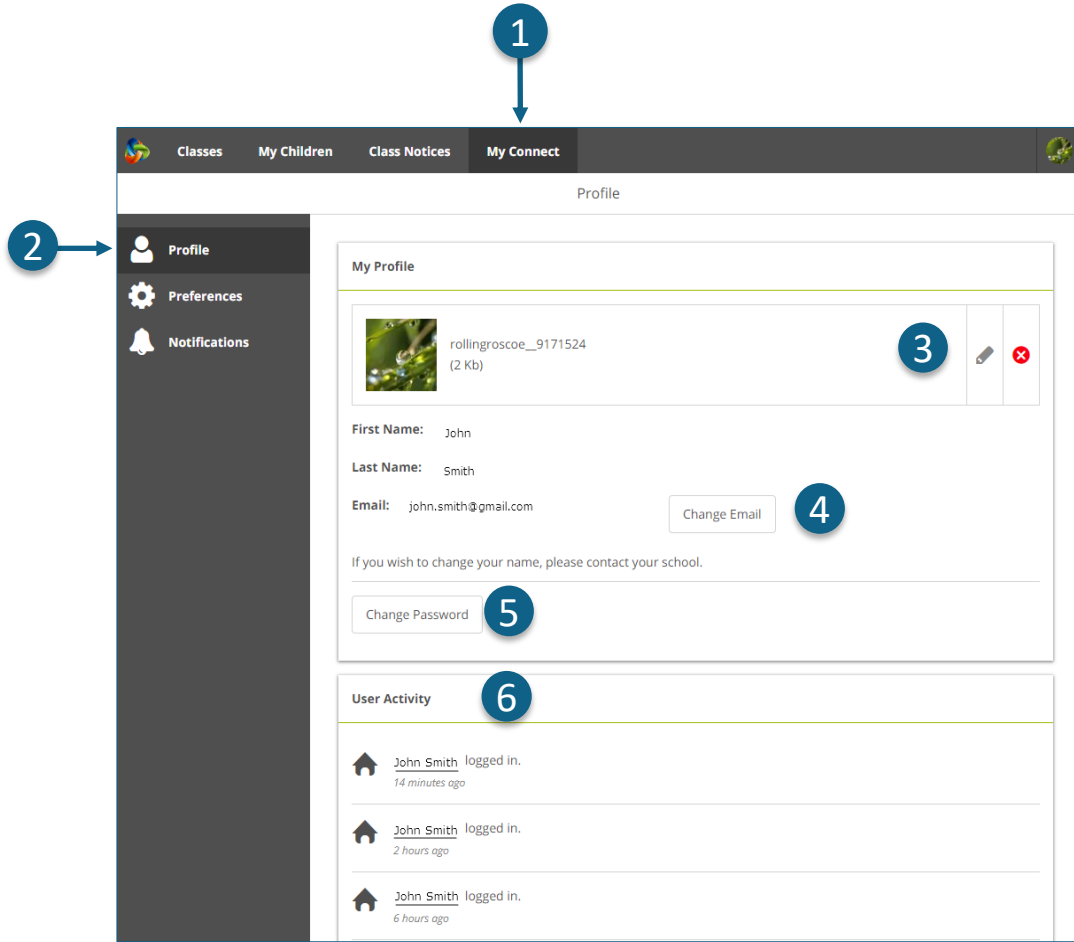 1
Classes My Children Class Notices My Connect
Profile
2 Profile
Preferences
Notifications
My Profile
rollingroscoe__9171524
(2 Kb)
3
First Name: John
Last Name: Smith
Email: john.smith@gmail.com Change Email 4
If you wish to change your name, please contact your school.
Change Password 5
User Activity 6
John Smith logged in.
14 minutes ago
John Smith logged in.
2 hours ago
John Smith logged in.
6 hours ago